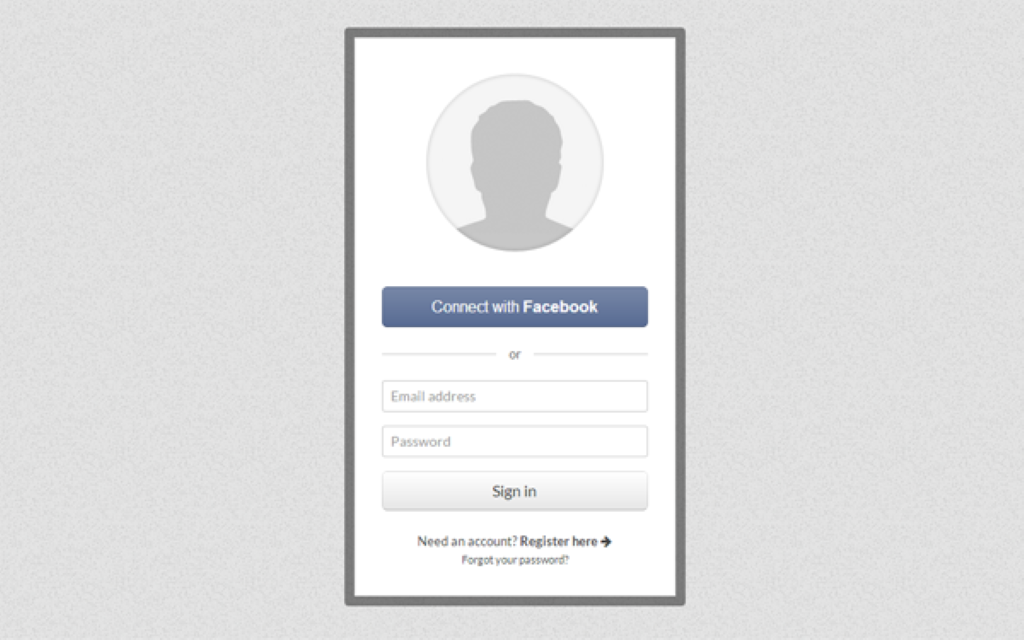 Connect with Facebook
or
Email address
Password
Sign in
Need an account? Register here →
Forgot your password?